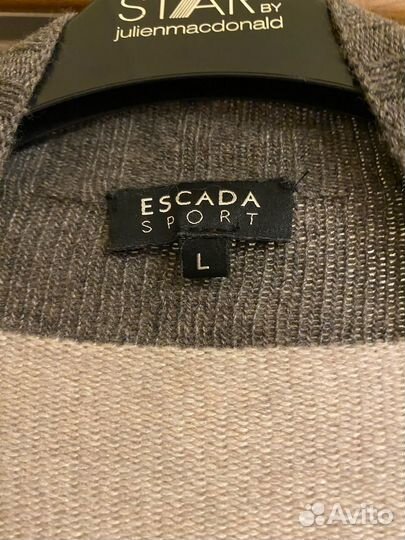 STAR BY
julienmacdonald
ESCADA
SPORT
L
Avito